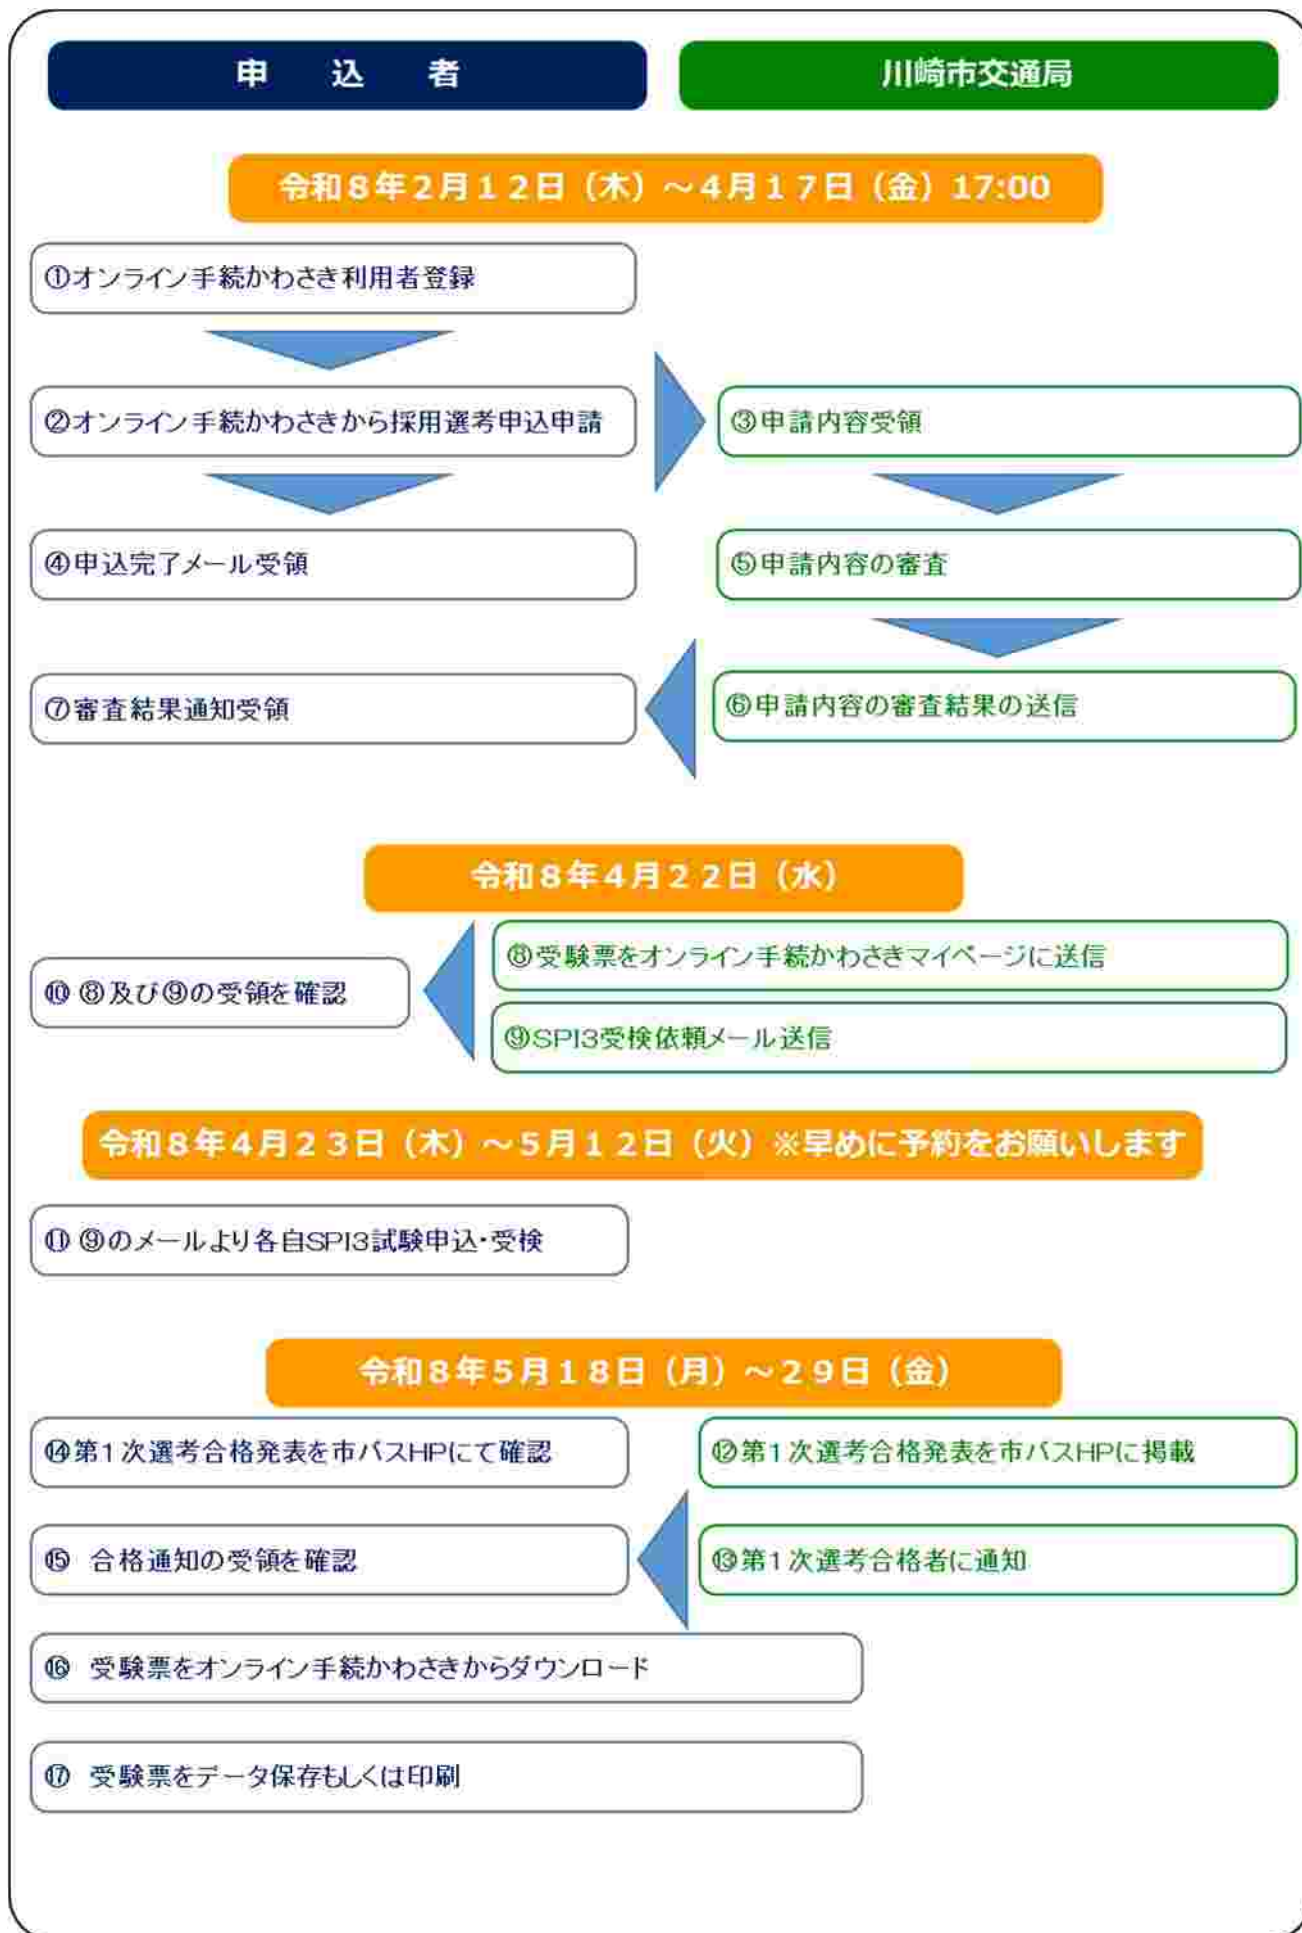 申　込　者
川崎市交通局
令和８年２月１２日（木）～４月１７日（金）17:00
①オンライン手続かわさき利用者登録
②オンライン手続かわさきから採用選考申込申請
③申請内容受領
④申込完了メール受領
⑤申請内容の審査
⑦審査結果通知受領
⑥申請内容の審査結果の送信
令和８年４月２２日（水）
⑧受験票をオンライン手続かわさきマイページに送信
⑩ ⑧及び⑨の受領を確認
⑨SPI3受検依頼メール送信
令和８年４月２３日（木）～５月１２日（火）※早めに予約をお願いします
⑪ ⑨のメールより各自SPI3試験申込・受検
令和８年５月１８日（月）～２９日（金）
⑭第１次選考合格発表を市バスHPにて確認
⑫第１次選考合格発表を市バスHPに掲載
⑮ 合格通知の受領を確認
⑬第１次選考合格者に通知
⑯ 受験票をオンライン手続かわさきからダウンロード
⑰ 受験票をデータ保存もしくは印刷